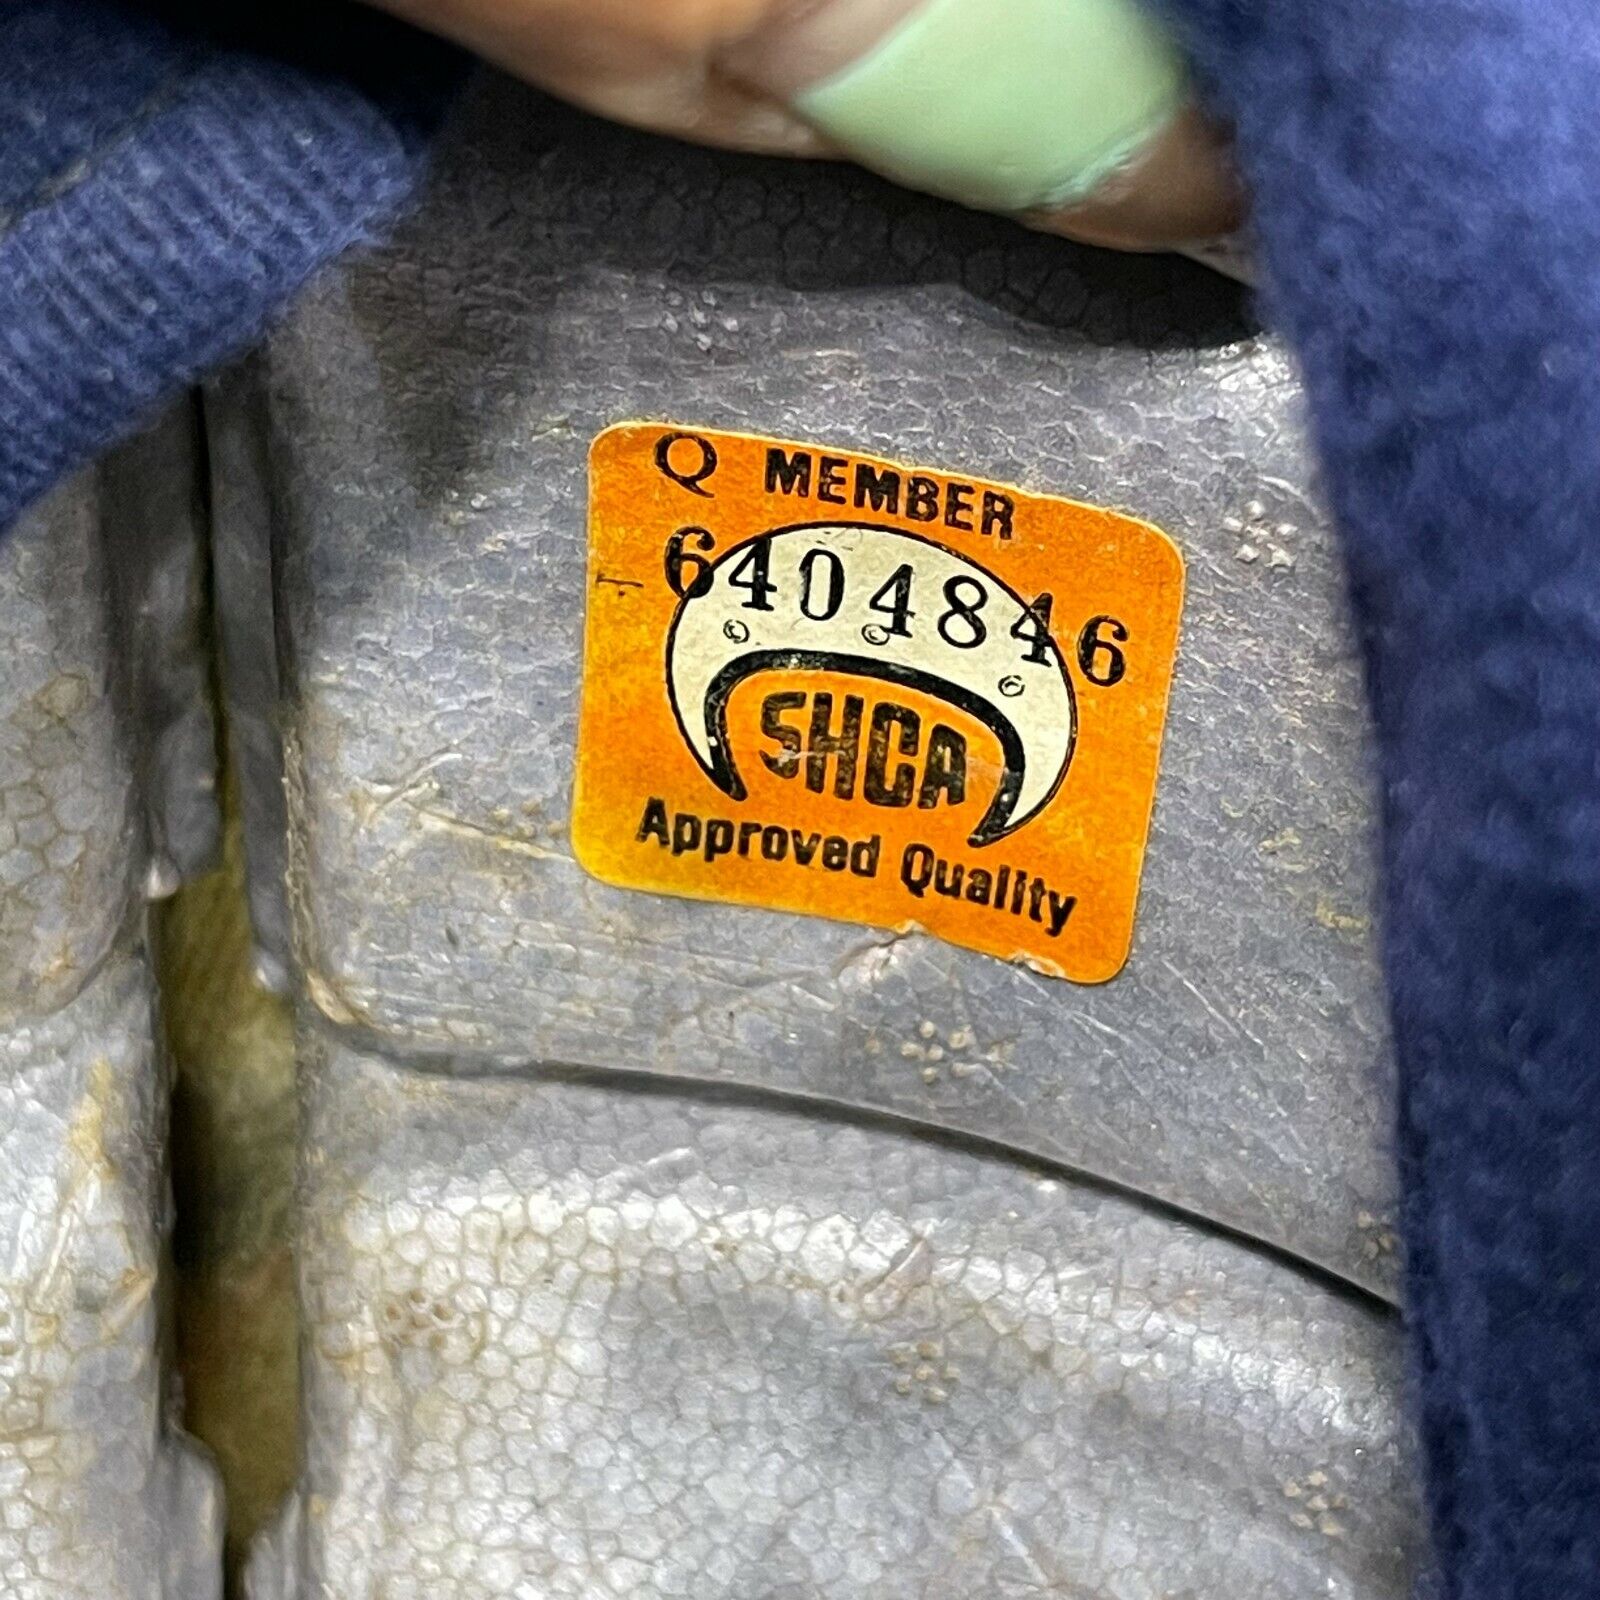 Q MEMBER
6404846
© © ©
SHCA
Approved Quality